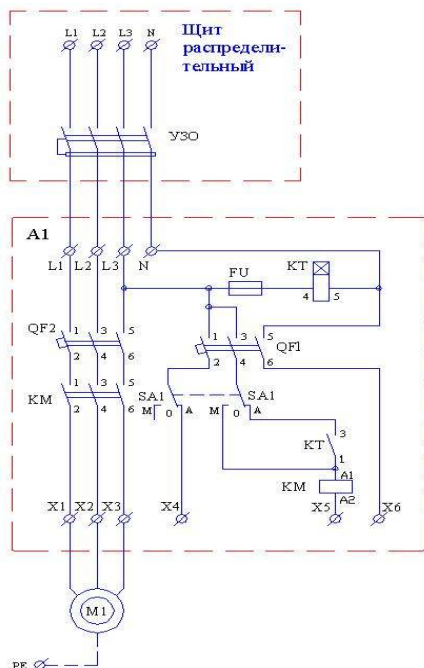 L1 L2 L3 N
Щит
распредели-
тельный
УЗО
A1
L1 L2 L3 N
FU KT
4 5
QF2 1 3 5
2 4 6
1 3 5
2 4 6 QF1
KM 1 3 5
2 4 6
SA1 SA1
M 0 A M 0 A
KT 3
1
KM A1
A2
X1 X2 X3 X4 X5 X6
M1
PE